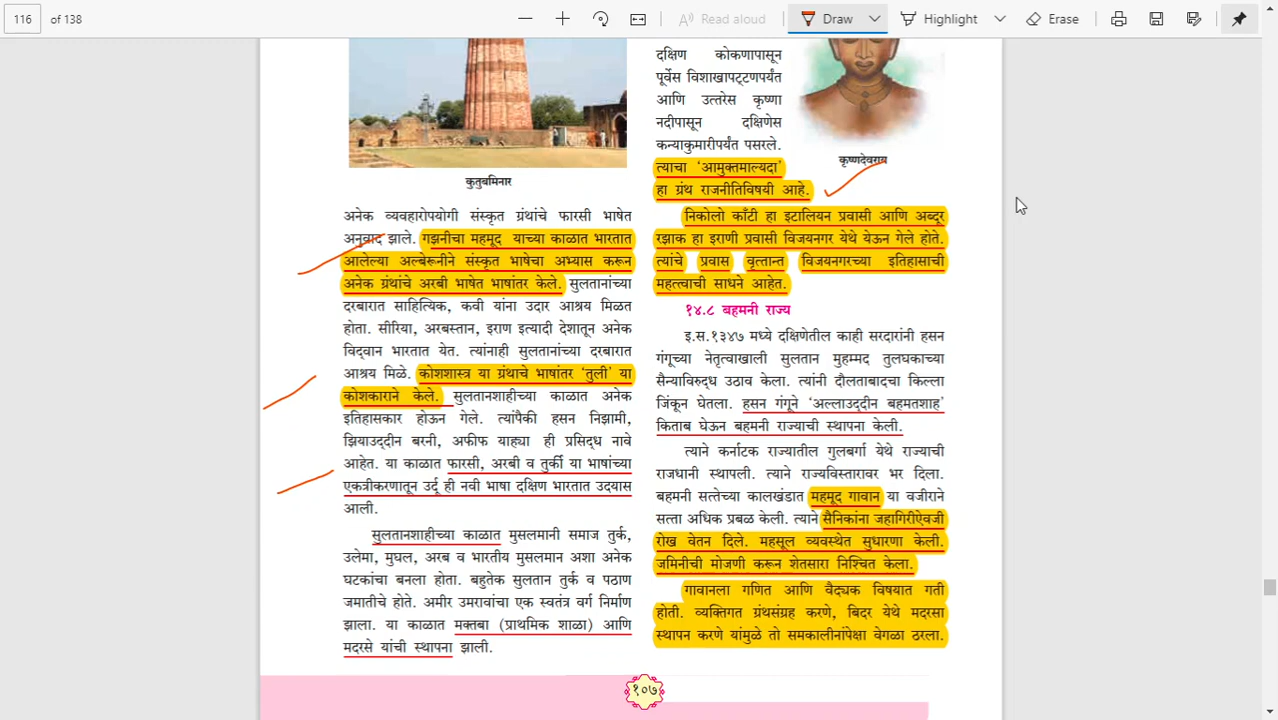 116 of 138
Read aloud
Draw
Highlight
Erase
कुतुबमिनार
अनेक व्यवहारोपयोगी संस्कृत ग्रंथांचे फारसी भाषेत
अनुवाद झाले. गझनीचा महमूद याच्या काळात भारतात
आलेल्या अल्बेरूनीने संस्कृत भाषेचा अभ्यास करून
अनेक ग्रंथांचे अरबी भाषेत भाषांतर केले. सुलतानांच्या
दरबारात साहित्यिक, कवी यांना उदार आश्रय मिळत
होता. सीरिया, अरबस्तान, इराण इत्यादी देशातून अनेक
विद्वान भारतात येत. त्यांनाही सुलतानांच्या दरबारात
आश्रय मिळे. कोशशास्त्र या ग्रंथाचे भाषांतर ‘तुली’ या
कोशकाराने केले. सुलतानशाहीच्या काळात अनेक
इतिहासकार होऊन गेले. त्यांपैकी हसन निझामी,
झियाउद्दीन बरनी, अफीफ याह्या ही प्रसिद्ध नावे
आहेत. या काळात फारसी, अरबी व तुर्की या भाषांच्या
एकत्रीकरणातून उर्दू ही नवी भाषा दक्षिण भारतात उदयास
आली.
सुलतानशाहीच्या काळात मुसलमानी समाज तुर्क,
उलेमा, मुघल, अरब व भारतीय मुसलमान अशा अनेक
घटकांचा बनला होता. बहुतेक सुलतान तुर्क व पठाण
जमातीचे होते. अमीर उमरावांचा एक स्वतंत्र वर्ग निर्माण
झाला. या काळात मक्तबा (प्राथमिक शाळा) आणि
मदरसे यांची स्थापना झाली.
दक्षिण कोकणापासून
पूर्वेस विशाखापट्टणपर्यंत
आणि उत्तरेस कृष्णा
नदीपासून दक्षिणेस
कन्याकुमारीपर्यंत पसरले.
त्याचा ‘आमुक्तमाल्यदा’
हा ग्रंथ राजनीतिविषयी आहे.
कृष्णदेवराय
निकोलो काँटी हा इटालियन प्रवासी आणि अब्दूर
रझाक हा इराणी प्रवासी विजयनगर येथे येऊन गेले होते.
त्यांचे प्रवास वृत्तान्त विजयनगरच्या इतिहासाची
महत्त्वाची साधने आहेत.
१४.८ बहमनी राज्य
इ.स.१३४७ मध्ये दक्षिणेतील काही सरदारांनी हसन
गंगूच्या नेतृत्वाखाली सुलतान मुहम्मद तुलघकाच्या
सैन्याविरुद्ध उठाव केला. त्यांनी दौलताबादचा किल्ला
जिंकून घेतला. हसन गंगूने ‘अल्लाउद्दीन बहमतशाह’
किताब घेऊन बहमनी राज्याची स्थापना केली.
त्याने कर्नाटक राज्यातील गुलबर्गा येथे राज्याची
राजधानी स्थापली. त्याने राज्यविस्तारावर भर दिला.
बहमनी सत्तेच्या कालखंडात महमूद गावान या वजीराने
सत्ता अधिक प्रबळ केली. त्याने सैनिकांना जहागिरीऐवजी
रोख वेतन दिले. महसूल व्यवस्थेत सुधारणा केली.
जमिनीची मोजणी करून शेतसारा निश्चित केला.
गावानला गणित आणि वैद्यक विषयात गती
होती. व्यक्तिगत ग्रंथसंग्रह करणे, बिदर येथे मदरसा
स्थापन करणे यांमुळे तो समकालीनांपेक्षा वेगळा ठरला.
१०७